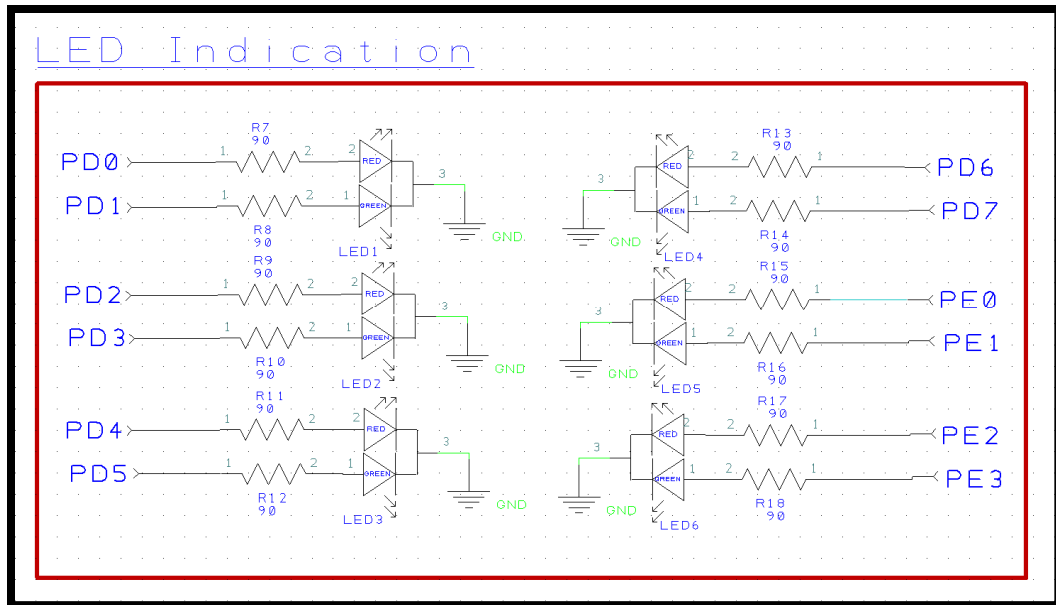 LED Indication
R7
90
PD0
1
2
2
RED
PD1
1
2
1
GREEN
3
GND
R8
90
LED1
R13
90
RED
2
2
1
PD6
3
GREEN
1
2
1
PD7
GND
R14
90
LED4
R9
90
PD2
1
2
2
RED
PD3
1
2
1
GREEN
3
GND
R10
90
LED2
R15
90
RED
2
2
1
PE0
3
GREEN
1
2
1
PE1
GND
R16
90
LED5
R11
90
PD4
1
2
2
RED
PD5
1
2
1
GREEN
3
GND
R12
90
LED3
R17
90
RED
2
2
1
PE2
3
GREEN
1
2
1
PE3
GND
R18
90
LED6